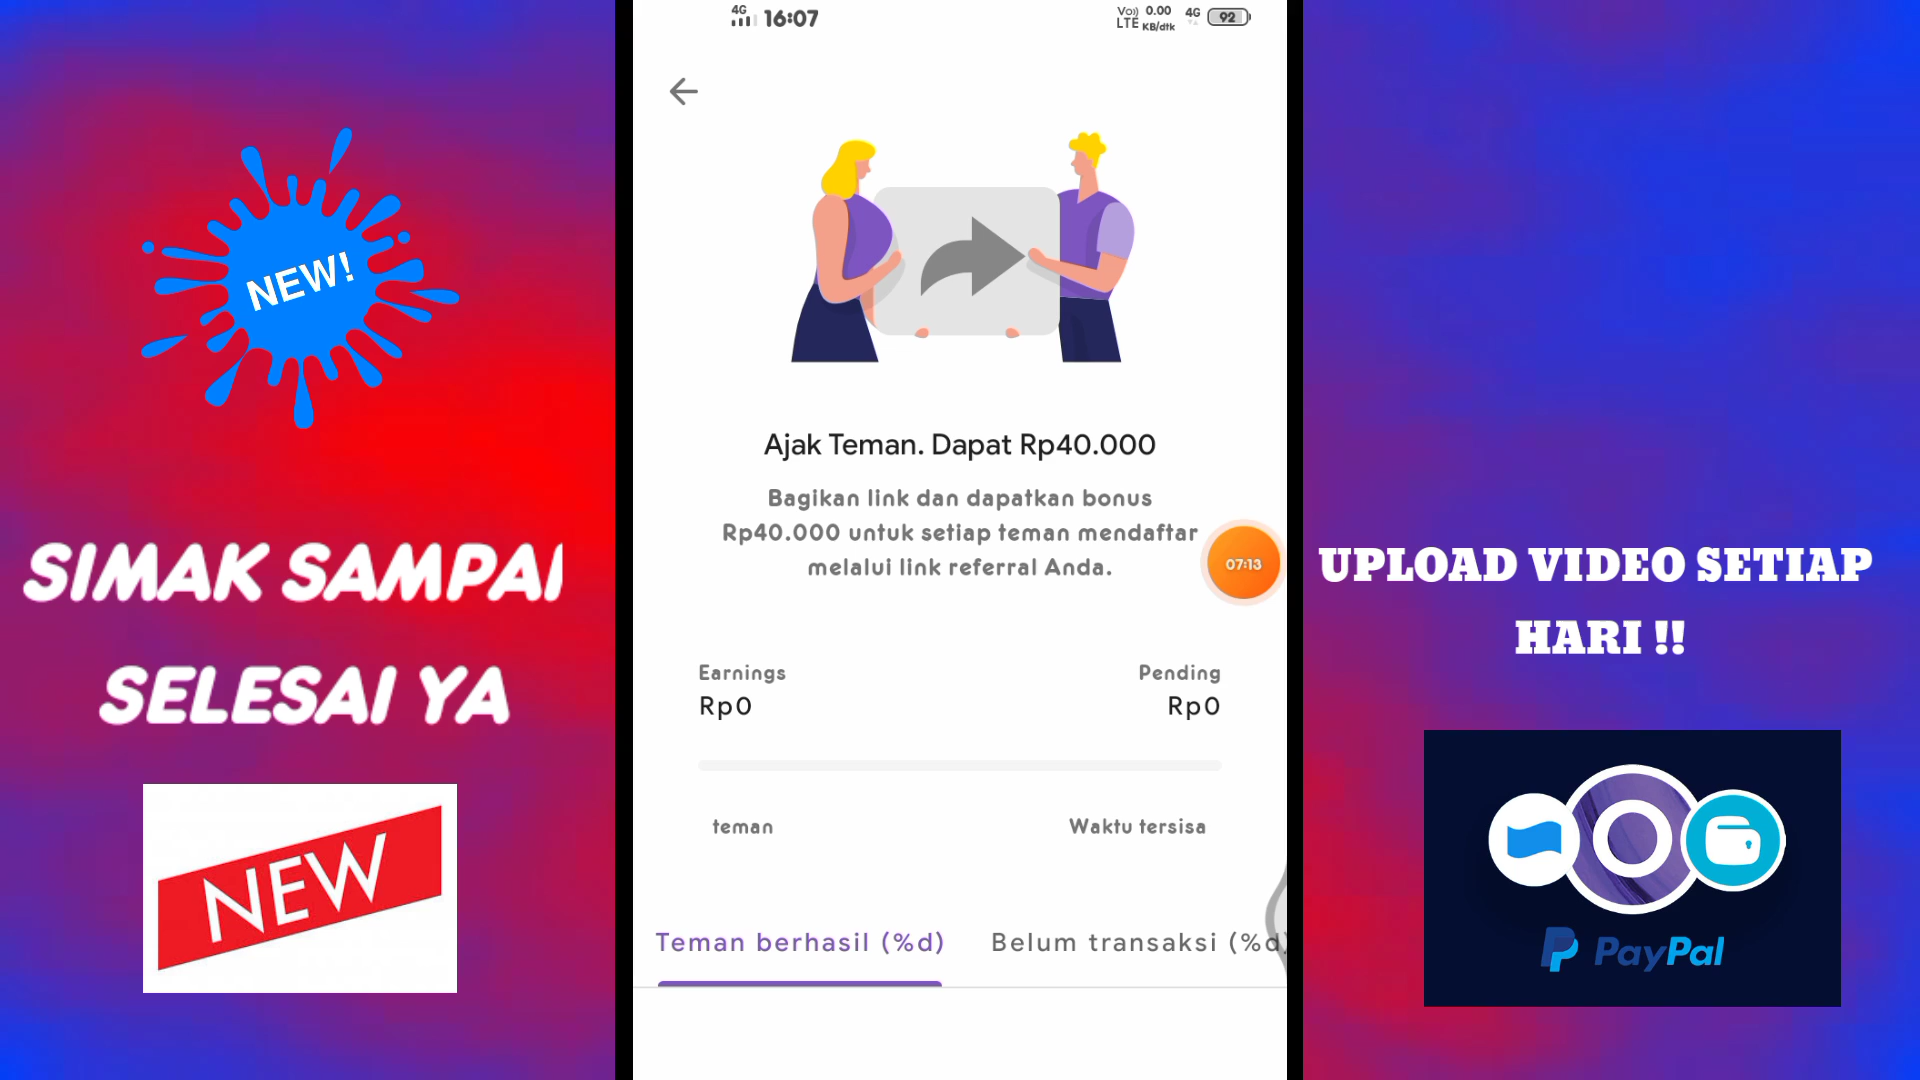 4G
16:07
Vo))
LTE
0.00
KB/dtk
4G
92
NEW!
SIMAK SAMPAI
SELESAI YA
NEW
Ajak Teman. Dapat Rp40.000
Bagikan link dan dapatkan bonus
Rp40.000 untuk setiap teman mendaftar
melalui link referral Anda.
07:13
Earnings
Pending
Rp0
Rp0
teman
Waktu tersisa
Teman berhasil (%d)
Belum transaksi (%d)
UPLOAD VIDEO SETIAP
HARI !!
PayPal